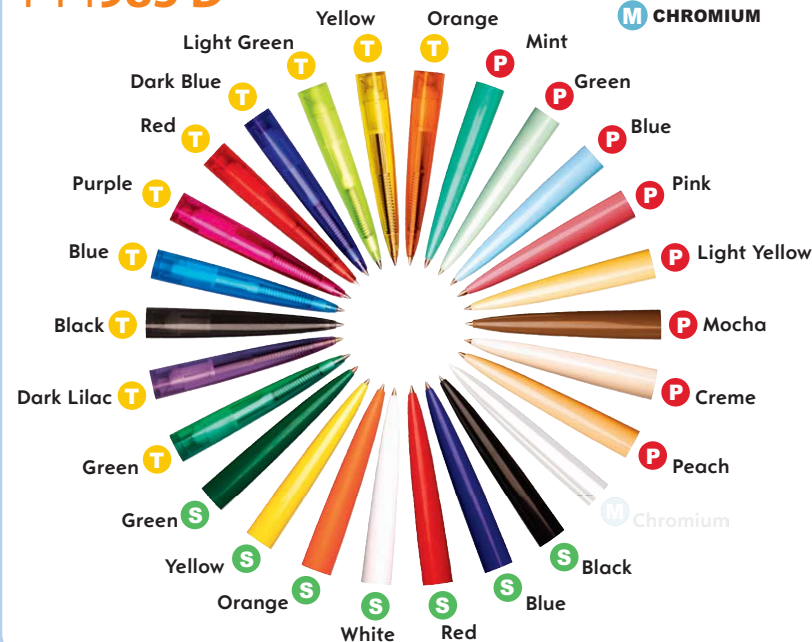 M CHROMIUM
Yellow T
Orange T
Light Green T
Mint P
Dark Blue T
Green P
Red T
Blue P
Purple T
Pink P
Blue T
Light Yellow P
Black T
Mocha P
Dark Lilac T
Creme P
Green T
Peach P
Green S
M Chromium
Yellow S
Black S
Orange S
Blue S
White S
Red S